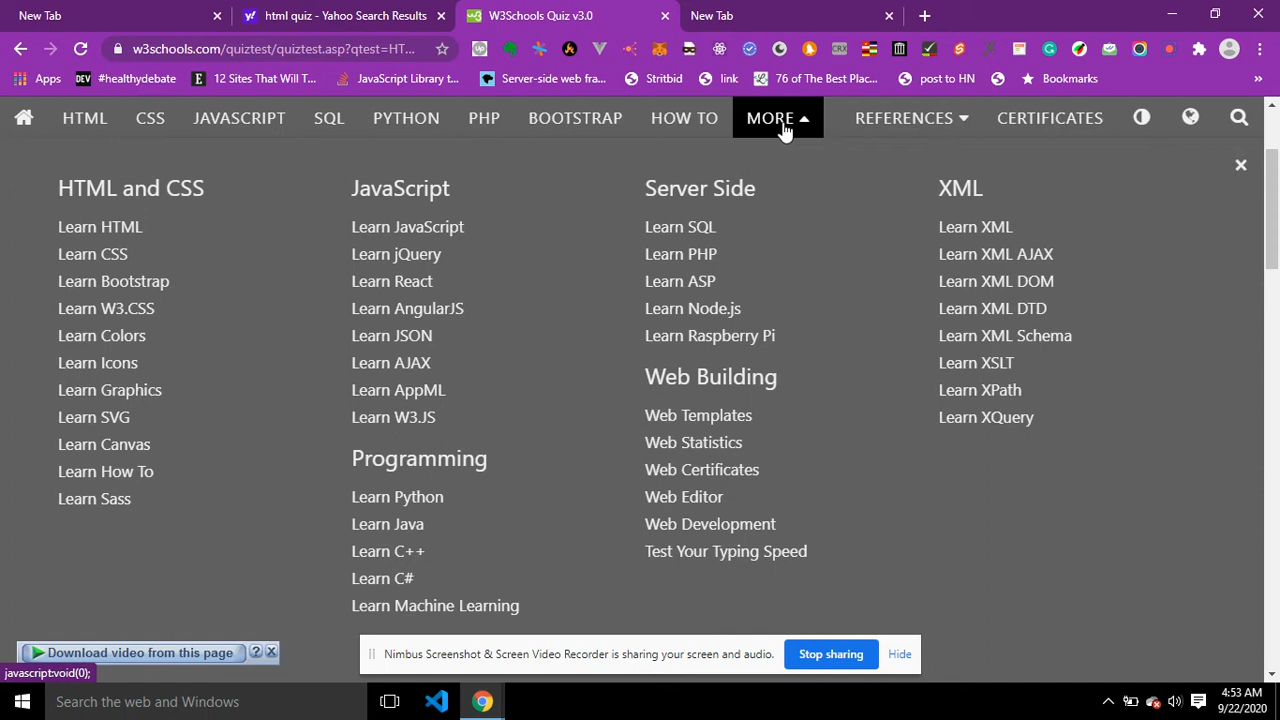 New Tab
html quiz - Yahoo Search Results
W3Schools Quiz v3.0
New Tab
w3schools.com/quiztest/quiztest.asp?qtest=HT...
Apps
DEV #healthydebate
E 12 Sites That Will T...
JavaScript Library t...
Server-side web fra...
Stritbid
link
76 of The Best Plac...
post to HN
Bookmarks
HTML
CSS
JAVASCRIPT
SQL
PYTHON
PHP
BOOTSTRAP
HOW TO
MORE
REFERENCES
CERTIFICATES
HTML and CSS
Learn HTML
Learn CSS
Learn Bootstrap
Learn W3.CSS
Learn Colors
Learn Icons
Learn Graphics
Learn SVG
Learn Canvas
Learn How To
Learn Sass
JavaScript
Learn JavaScript
Learn jQuery
Learn React
Learn AngularJS
Learn JSON
Learn AJAX
Learn AppML
Learn W3.JS
Programming
Learn Python
Learn Java
Learn C++
Learn C#
Learn Machine Learning
Server Side
Learn SQL
Learn PHP
Learn ASP
Learn Node.js
Learn Raspberry Pi
Web Building
Web Templates
Web Statistics
Web Certificates
Web Editor
Web Development
Test Your Typing Speed
XML
Learn XML
Learn XML AJAX
Learn XML DOM
Learn XML DTD
Learn XML Schema
Learn XSLT
Learn XPath
Learn XQuery
Download video from this page
Nimbus Screenshot & Screen Video Recorder is sharing your screen and audio.
Stop sharing
Hide
javascript:void(0);
Search the web and Windows
4:53 AM
9/22/2020